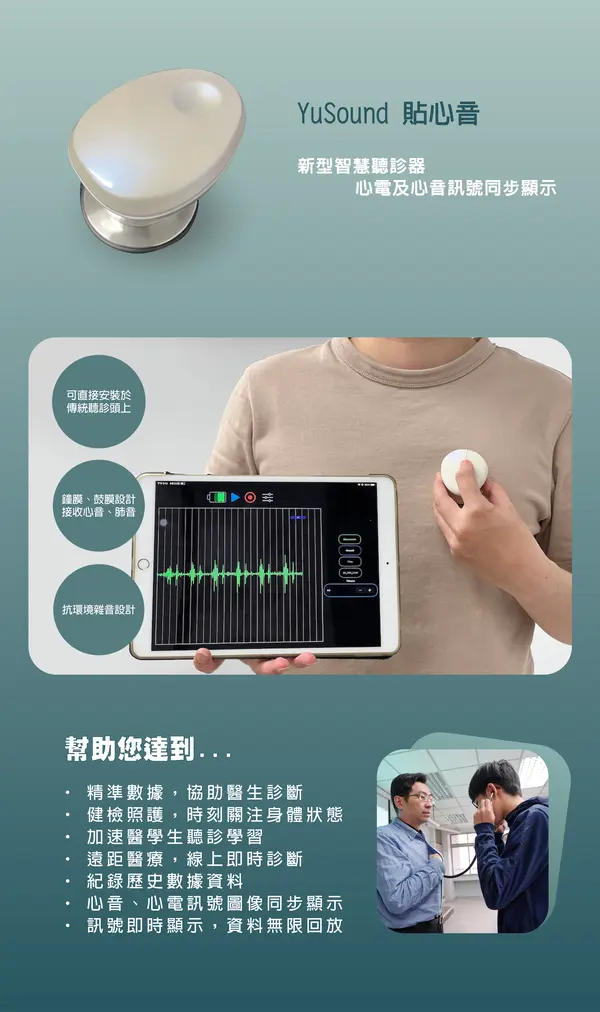 YuSound 貼心音
新型智慧聽診器
心電及心音訊號同步顯示
可直接安裝於
傳統聽診頭上
鐘膜、鼓膜設計
接收心音、肺音
抗環境雜音設計
幫助您達到...
· 精準數據，協助醫生診斷
· 健檢照護，時刻關注身體狀態
· 加速醫學生聽診學習
· 遠距醫療，線上即時診斷
· 紀錄歷史數據資料
· 心音、心電訊號圖像同步顯示
· 訊號即時顯示，資料無限回放